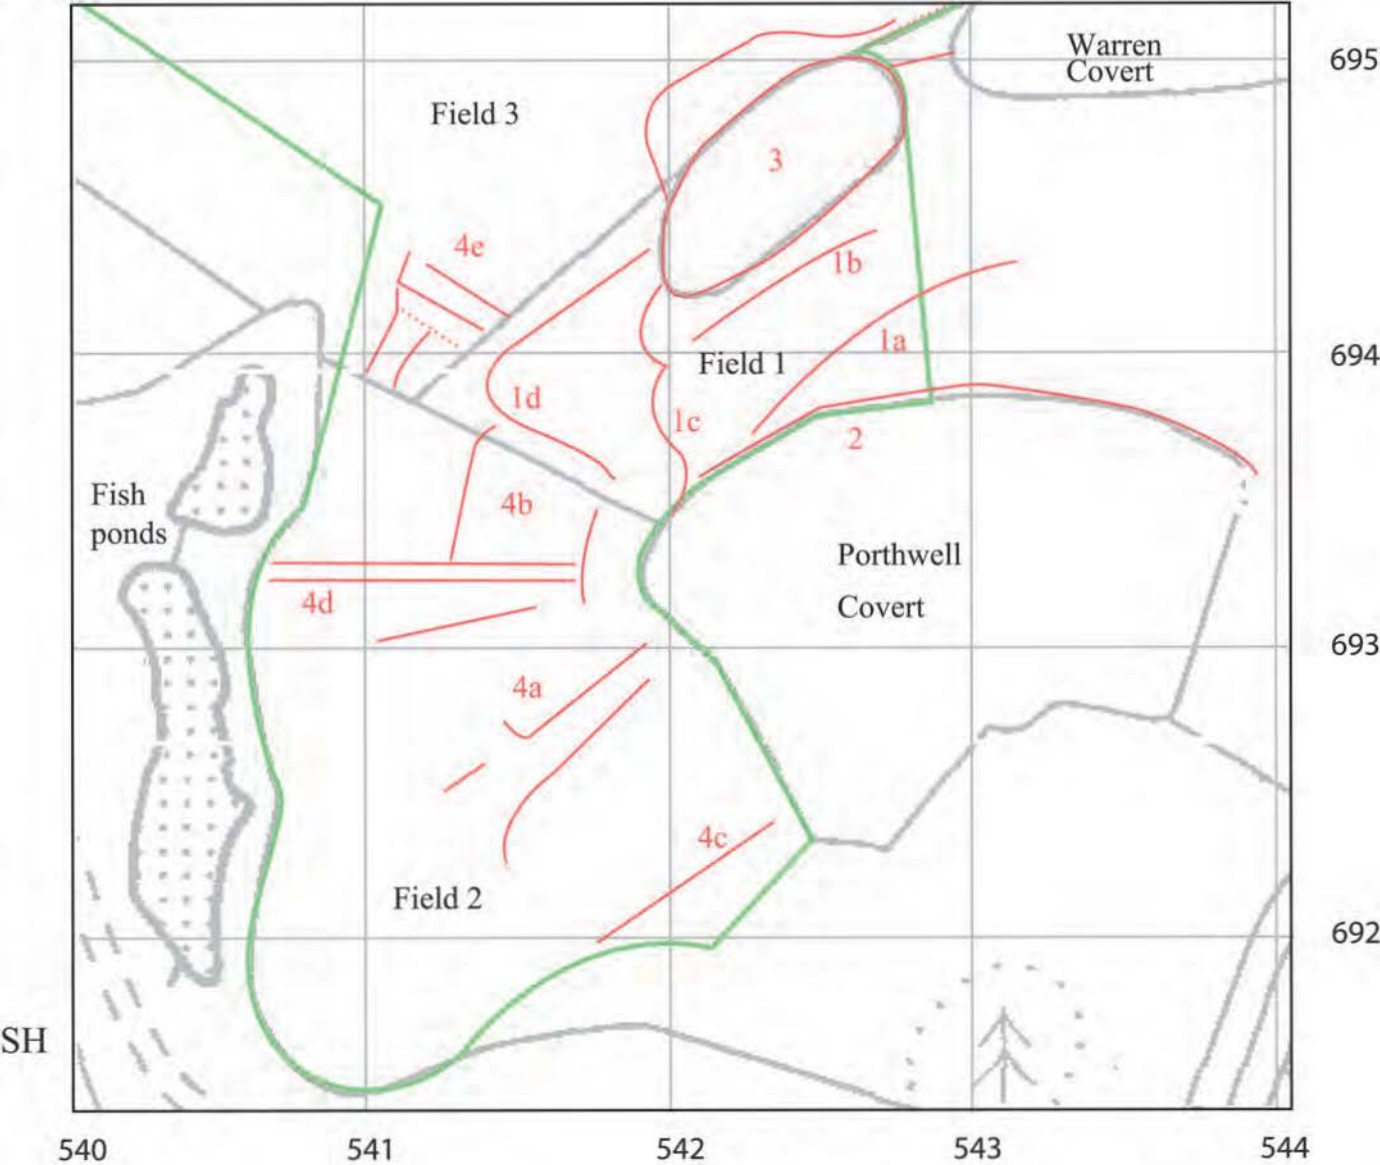 Warren
Covert
695
Field 3
3
4e
1b
1a
694
Field 1
1d
1c
2
4b
Fish
ponds
Porthwell
Covert
4d
693
4a
4c
Field 2
692
SH
540
541
542
543
544